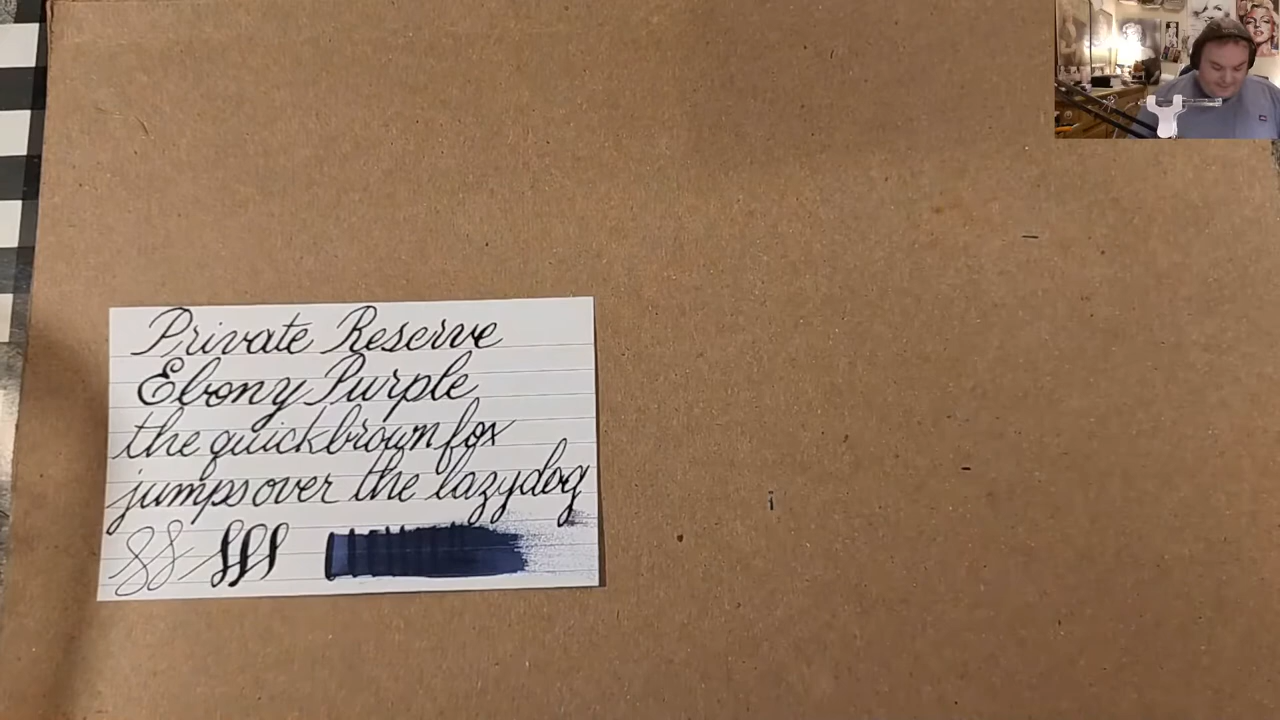 Private Reserve
Ebony Purple
the quick brown fox
jumps over the lazy dog